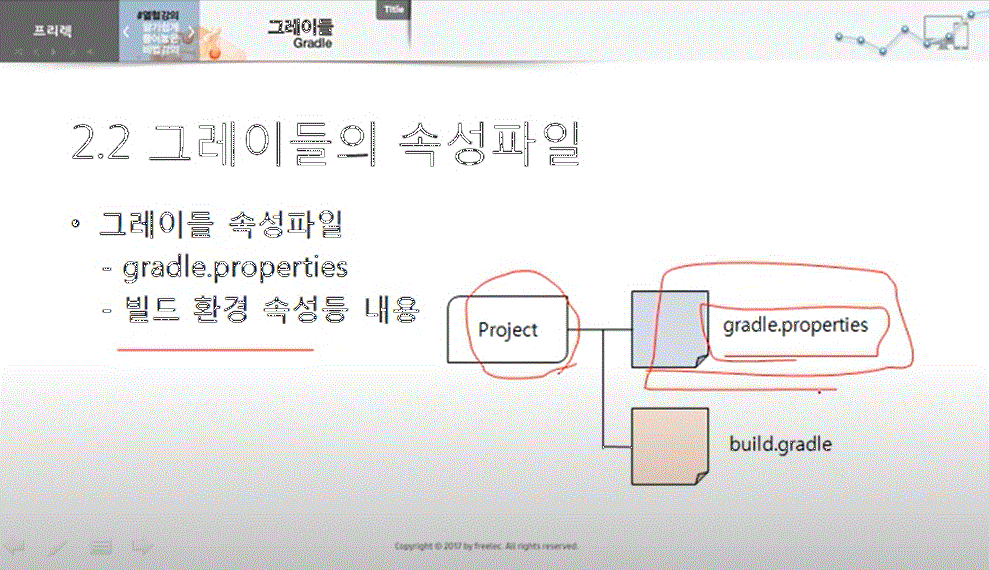 프리렉
#열혈강의
그레이들
Gradle
Title
2.2 그레이들의 속성파일
• 그레이들 속성파일
- gradle.properties
- 빌드 환경 속성등 내용
Project
gradle.properties
build.gradle
Copyright © 2017 by freelec. All rights reserved.